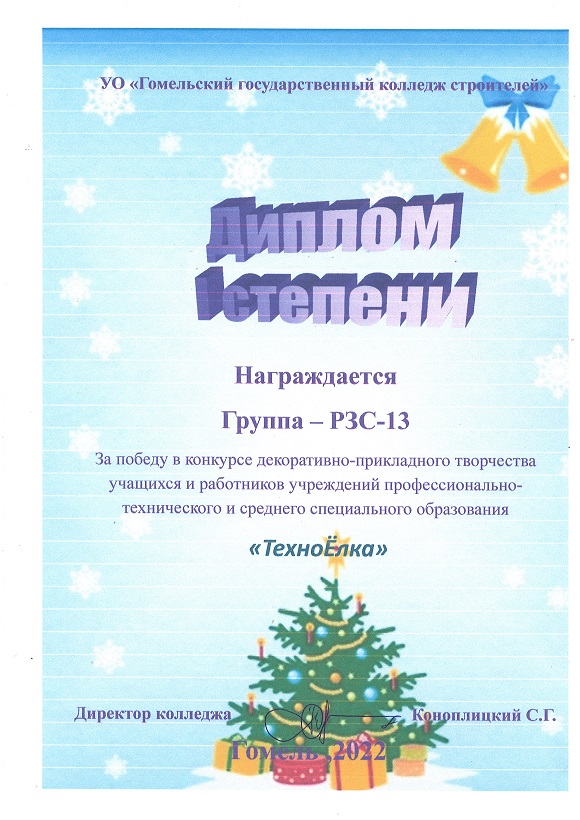 УО «Гомельский государственный колледж строителей»
Диплом
I степени
Награждается
Группа – РЗС-13
За победу в конкурсе декоративно-прикладного творчества
учащихся и работников учреждений профессионально-
технического и среднего специального образования
«ТехноЁлка»
Директор колледжа Коноплицкий С.Г.
Гомель ,2022